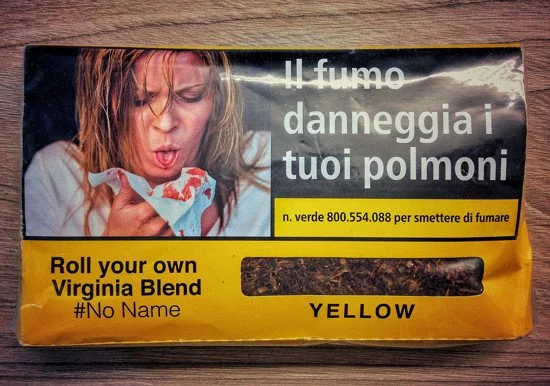 Il fumo
danneggia i
tuoi polmoni
n. verde 800.554.088 per smettere di fumare
Roll your own
Virginia Blend
#No Name
YELLOW